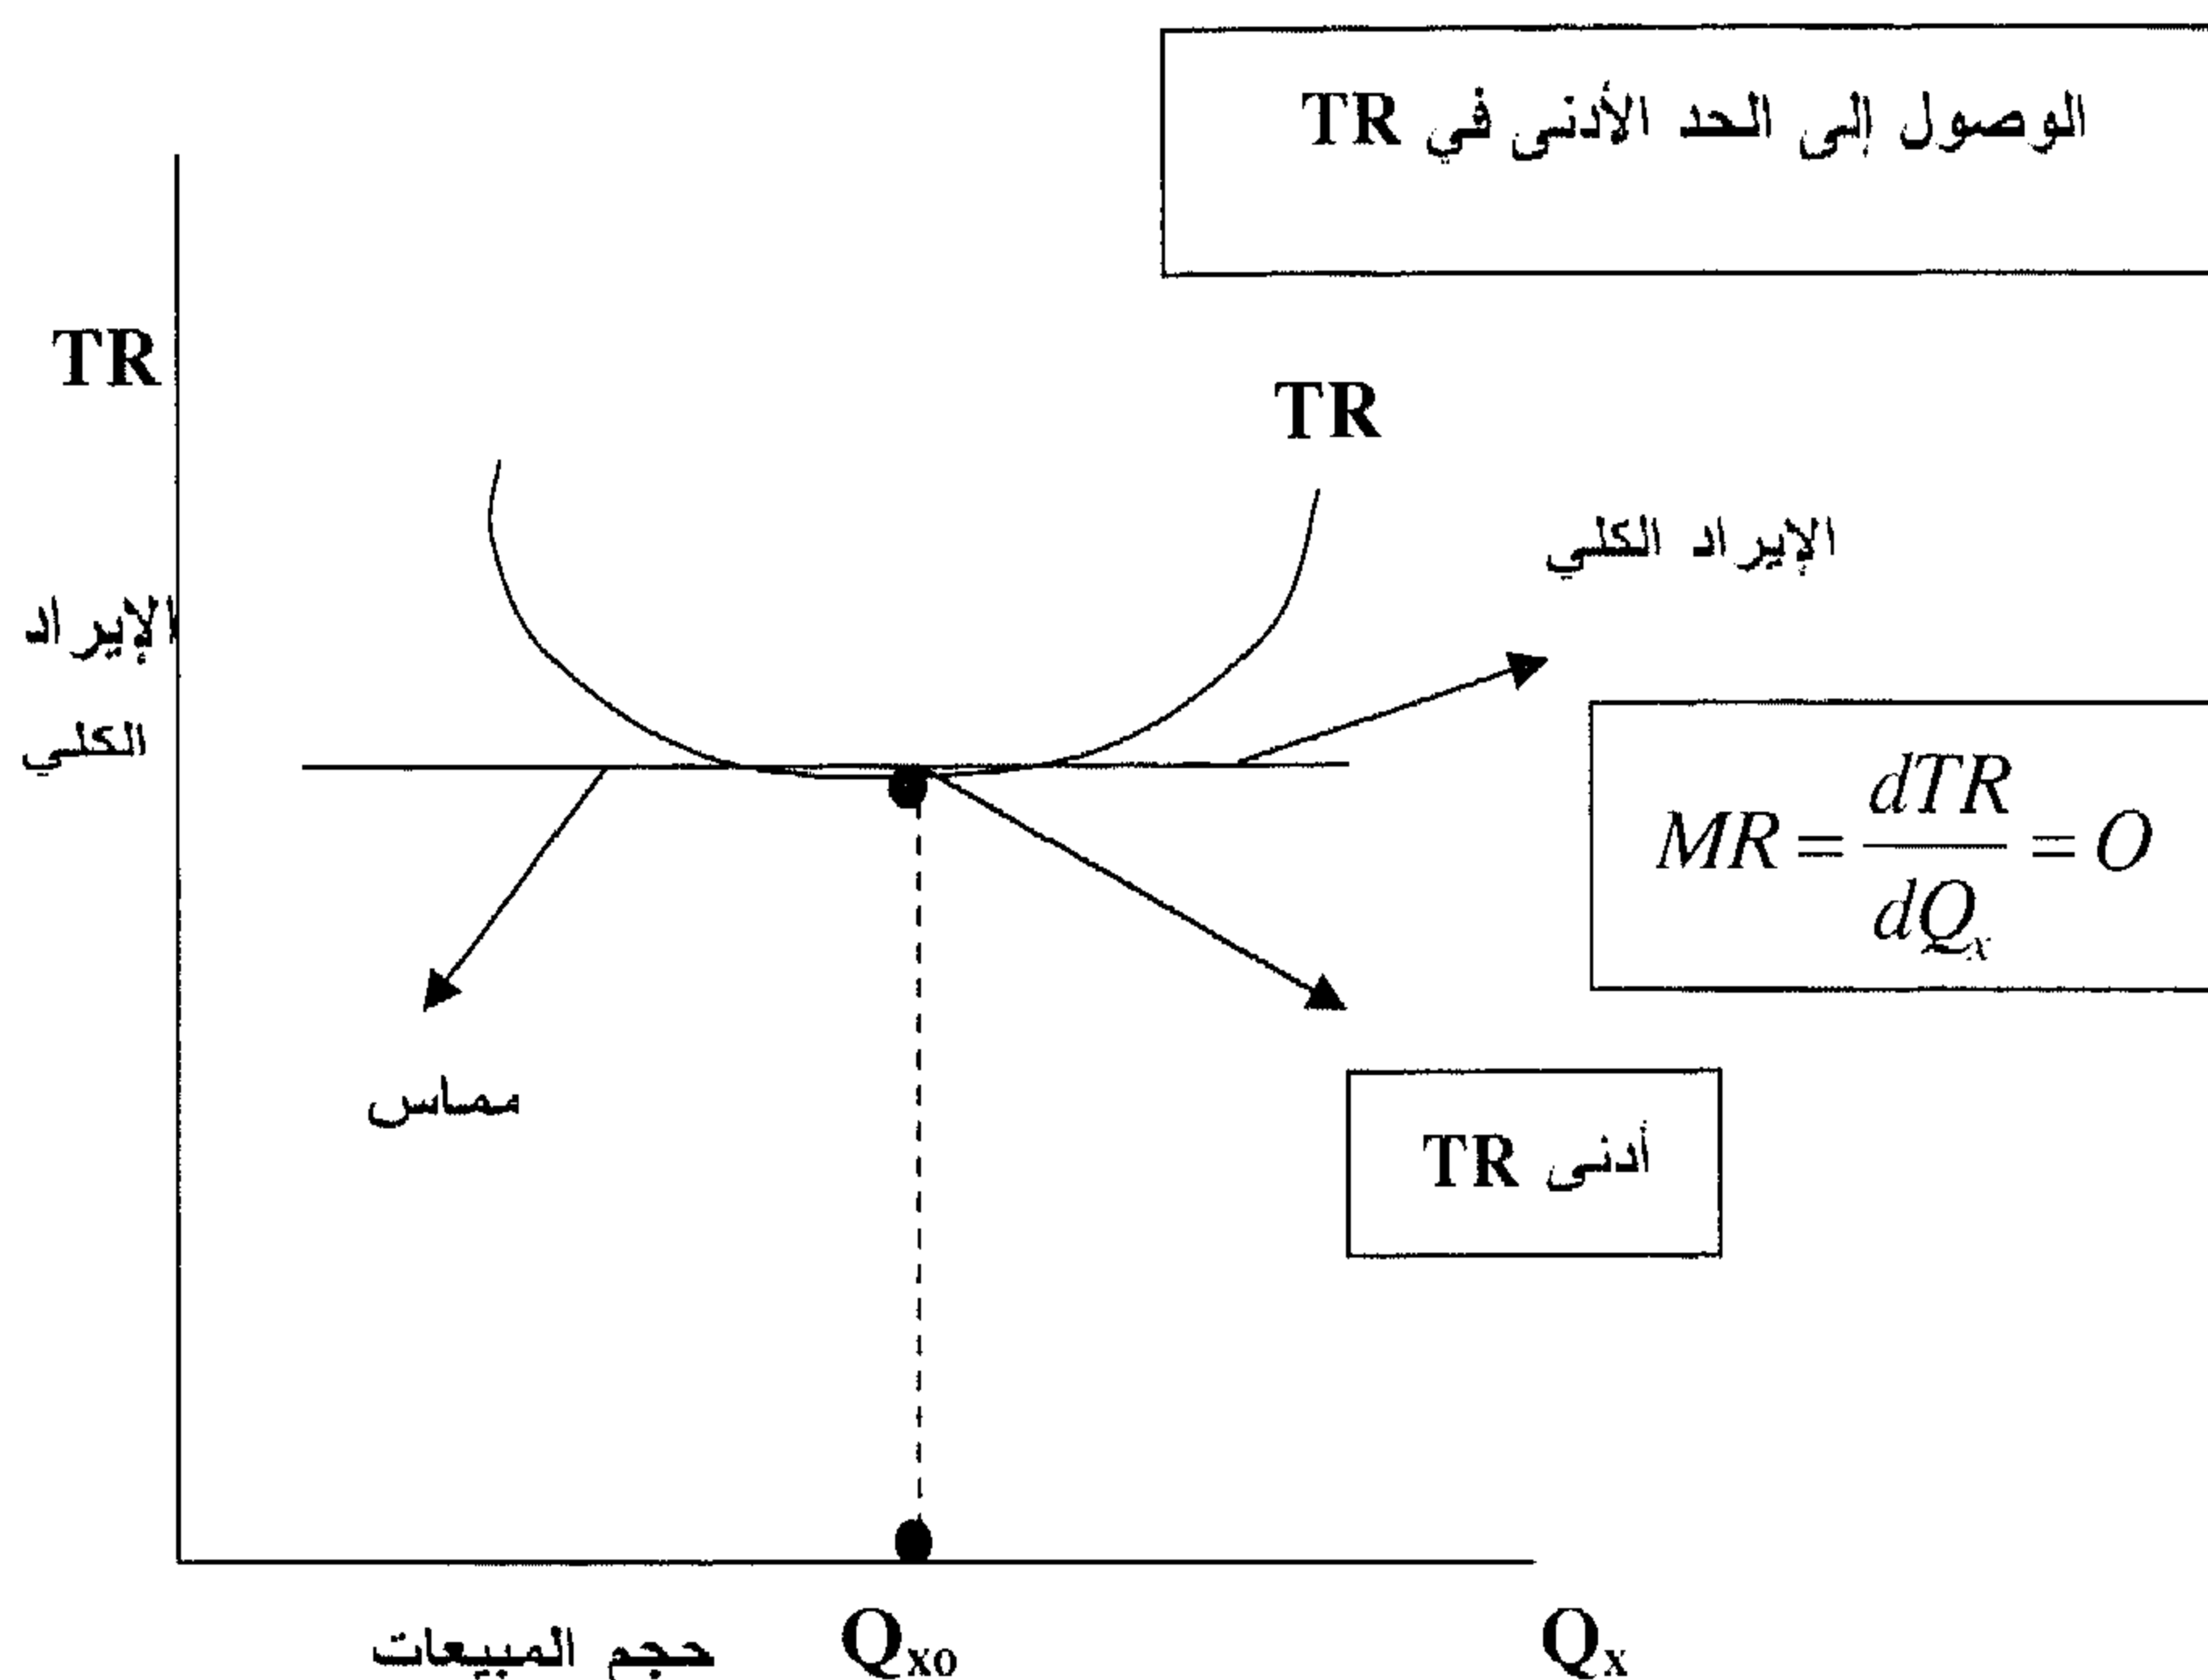 الوصول إلى الحد الأدنى في TR
TR
TR
الإيراد الكلي
الإيراد
الكلي
MR = dTR / dQx = O
مماس
أدنى TR
حجم المبيعات
Qxo
Qx